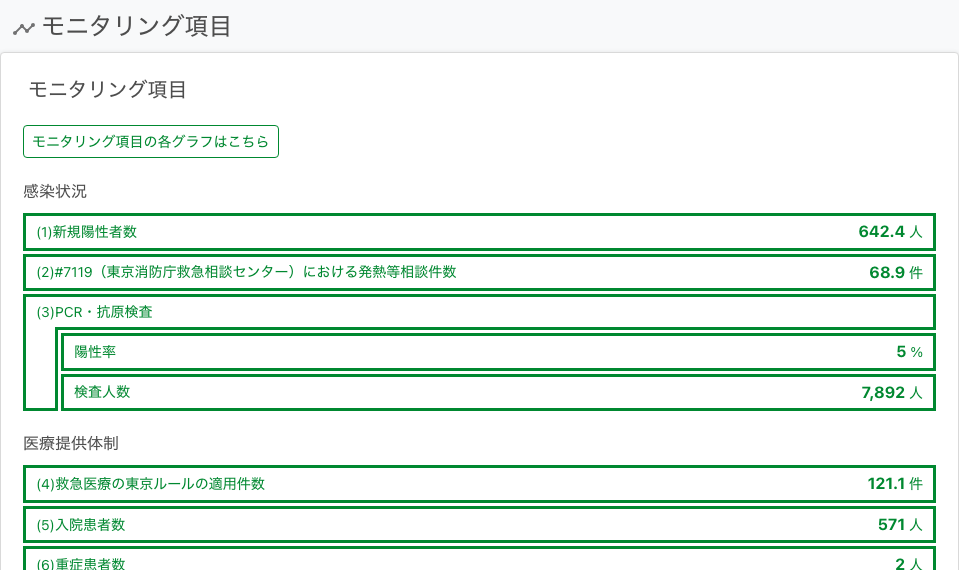 モニタリング項目
モニタリング項目
モニタリング項目の各グラフはこちら
感染状況
(1)新規陽性者数 642.4 人
(2)#7119（東京消防庁救急相談センター）における発熱等相談件数 68.9 件
(3)PCR・抗原検査
陽性率 5 %
検査人数 7,892 人
医療提供体制
(4)救急医療の東京ルールの適用件数 121.1 件
(5)入院患者数 571 人
(6)重症患者数 2 人